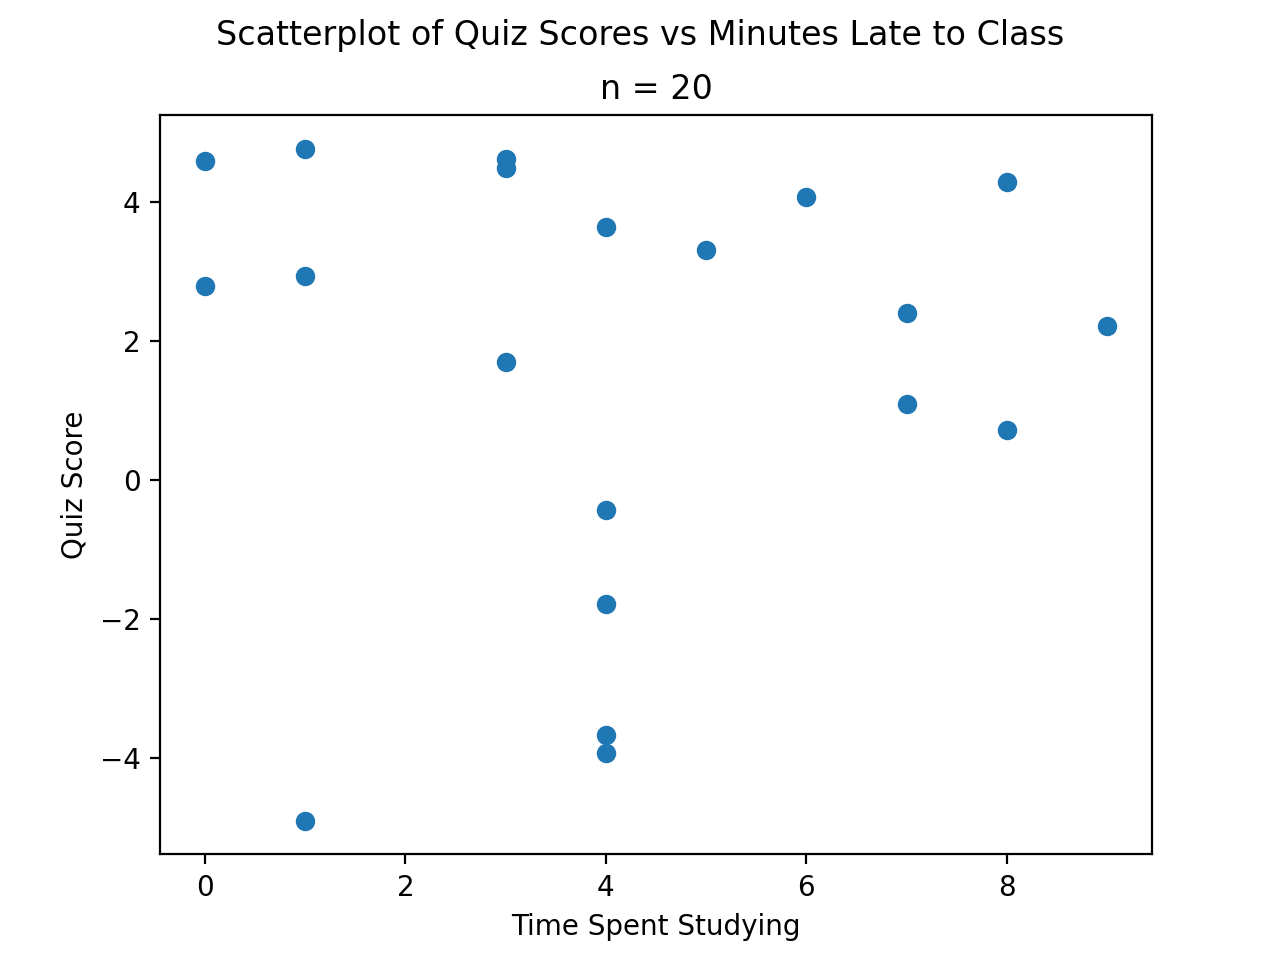 Scatterplot of Quiz Scores vs Minutes Late to Class
n = 20
4
2
0
−2
−4
Quiz Score
0 2 4 6 8
Time Spent Studying